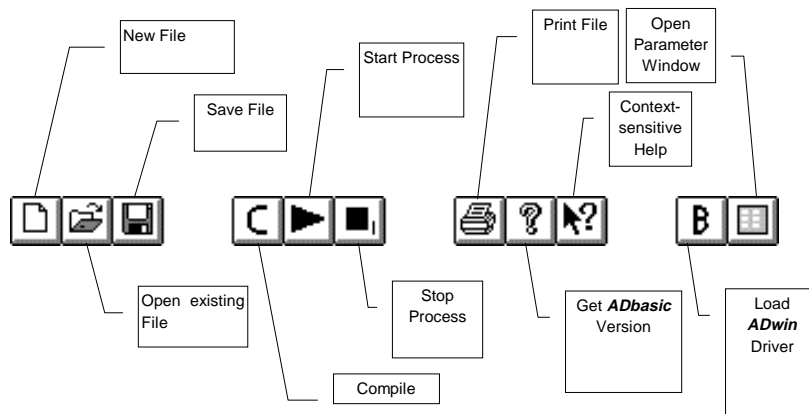 New File
Save File
Start Process
Print File
Open
Parameter
Window
Context-
sensitive
Help
C
?
?
B
Open existing
File
Compile
Stop
Process
Get ADbasic
Version
Load
ADwin
Driver